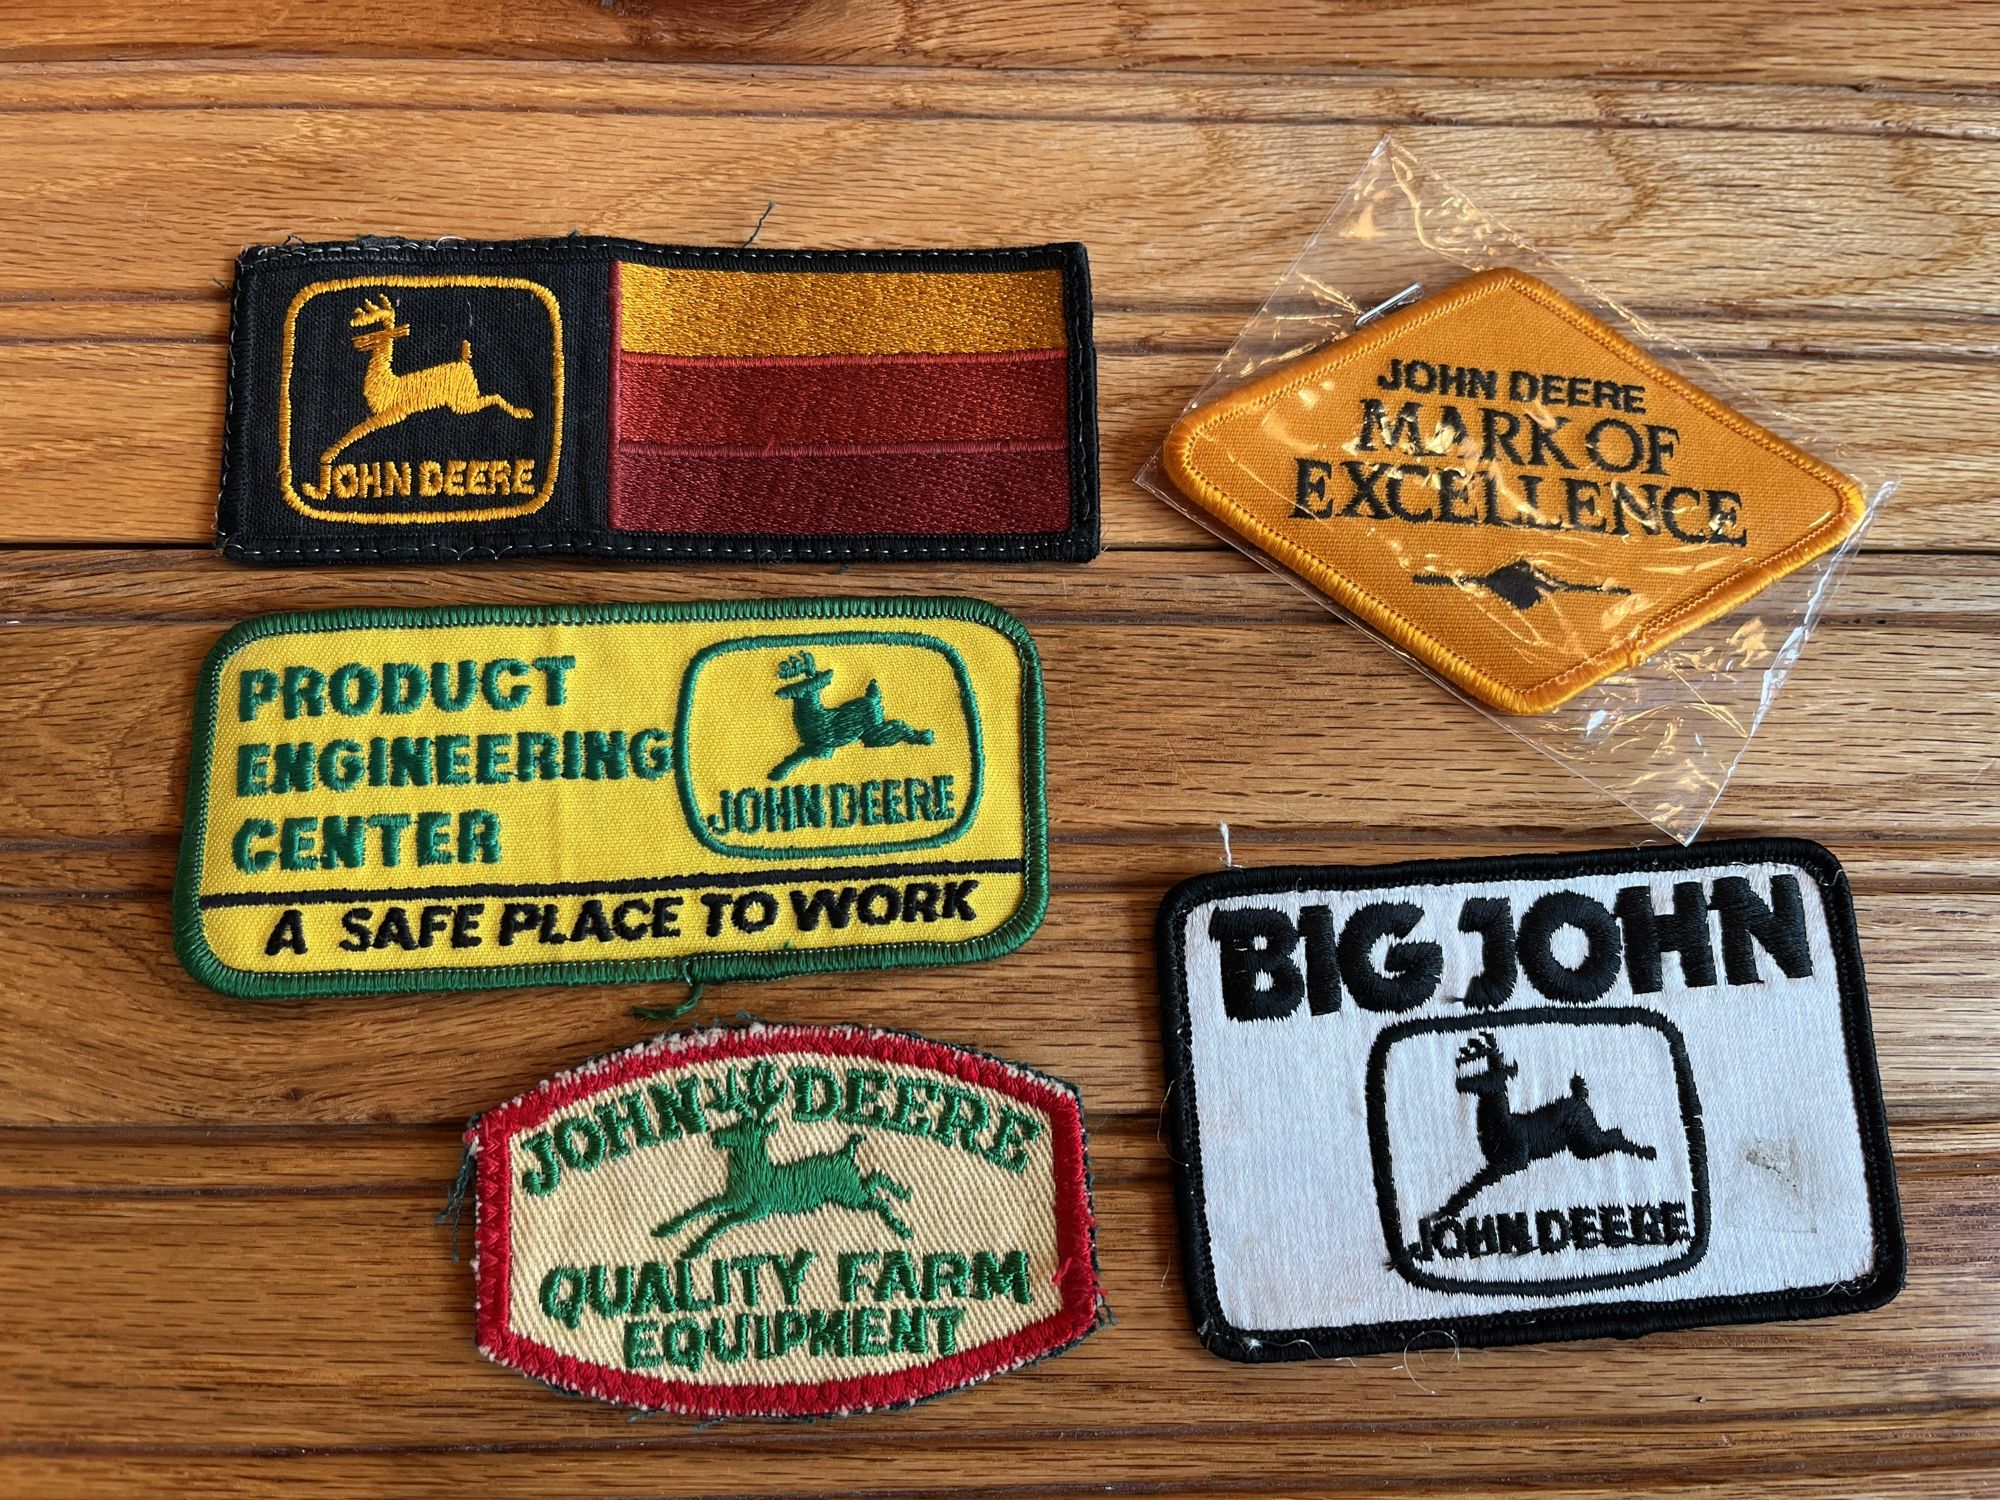 JOHN DEERE
JOHN DEERE
MARK OF
EXCELLENCE
PRODUCT
ENGINEERING
CENTER
JOHN DEERE
A SAFE PLACE TO WORK
BIG JOHN
JOHN DEERE
JOHN DEERE
QUALITY FARM
EQUIPMENT